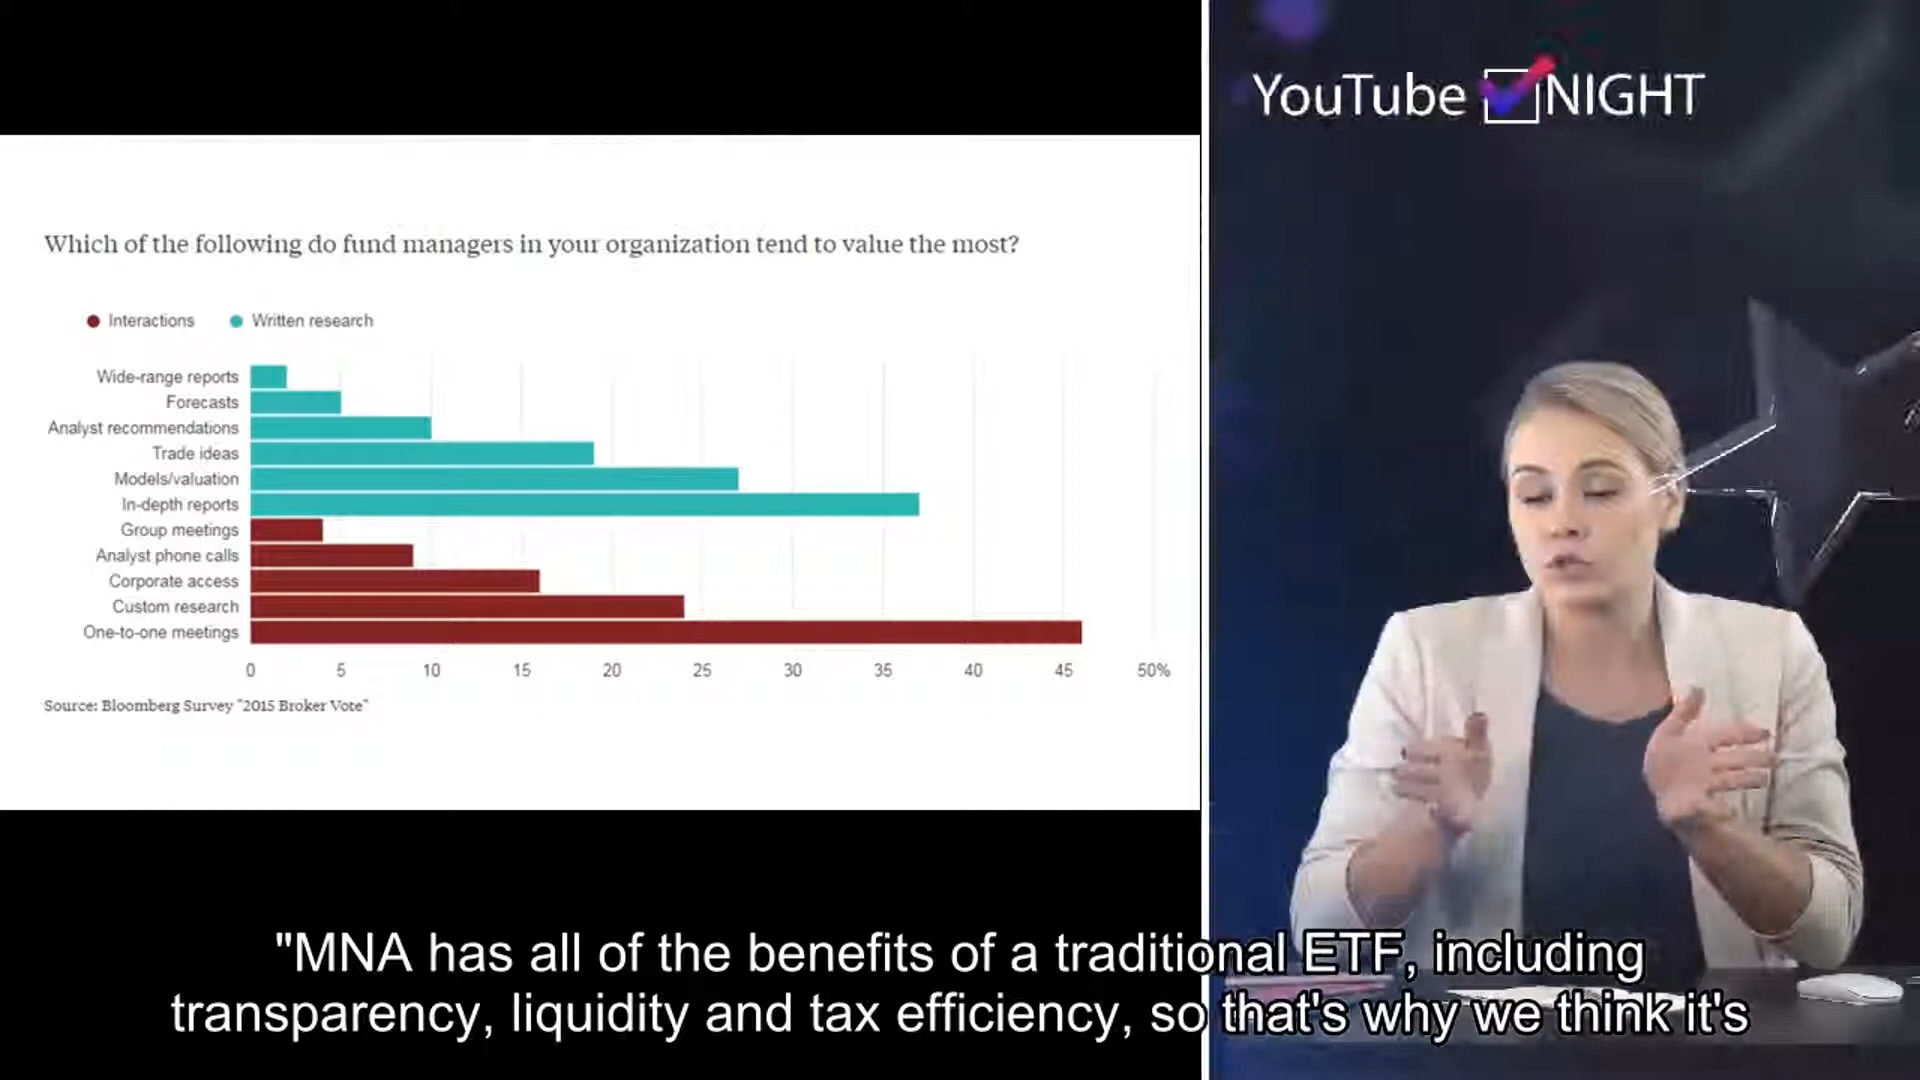 YouTube NIGHT
Which of the following do fund managers in your organization tend to value the most?
Interactions
Written research
Wide-range reports
Forecasts
Analyst recommendations
Trade ideas
Models/valuation
In-depth reports
Group meetings
Analyst phone calls
Corporate access
Custom research
One-to-one meetings
0 5 10 15 20 25 30 35 40 45 50%
Source: Bloomberg Survey "2015 Broker Vote"
"MNA has all of the benefits of a traditional ETF, including
transparency, liquidity and tax efficiency, so that's why we think it's